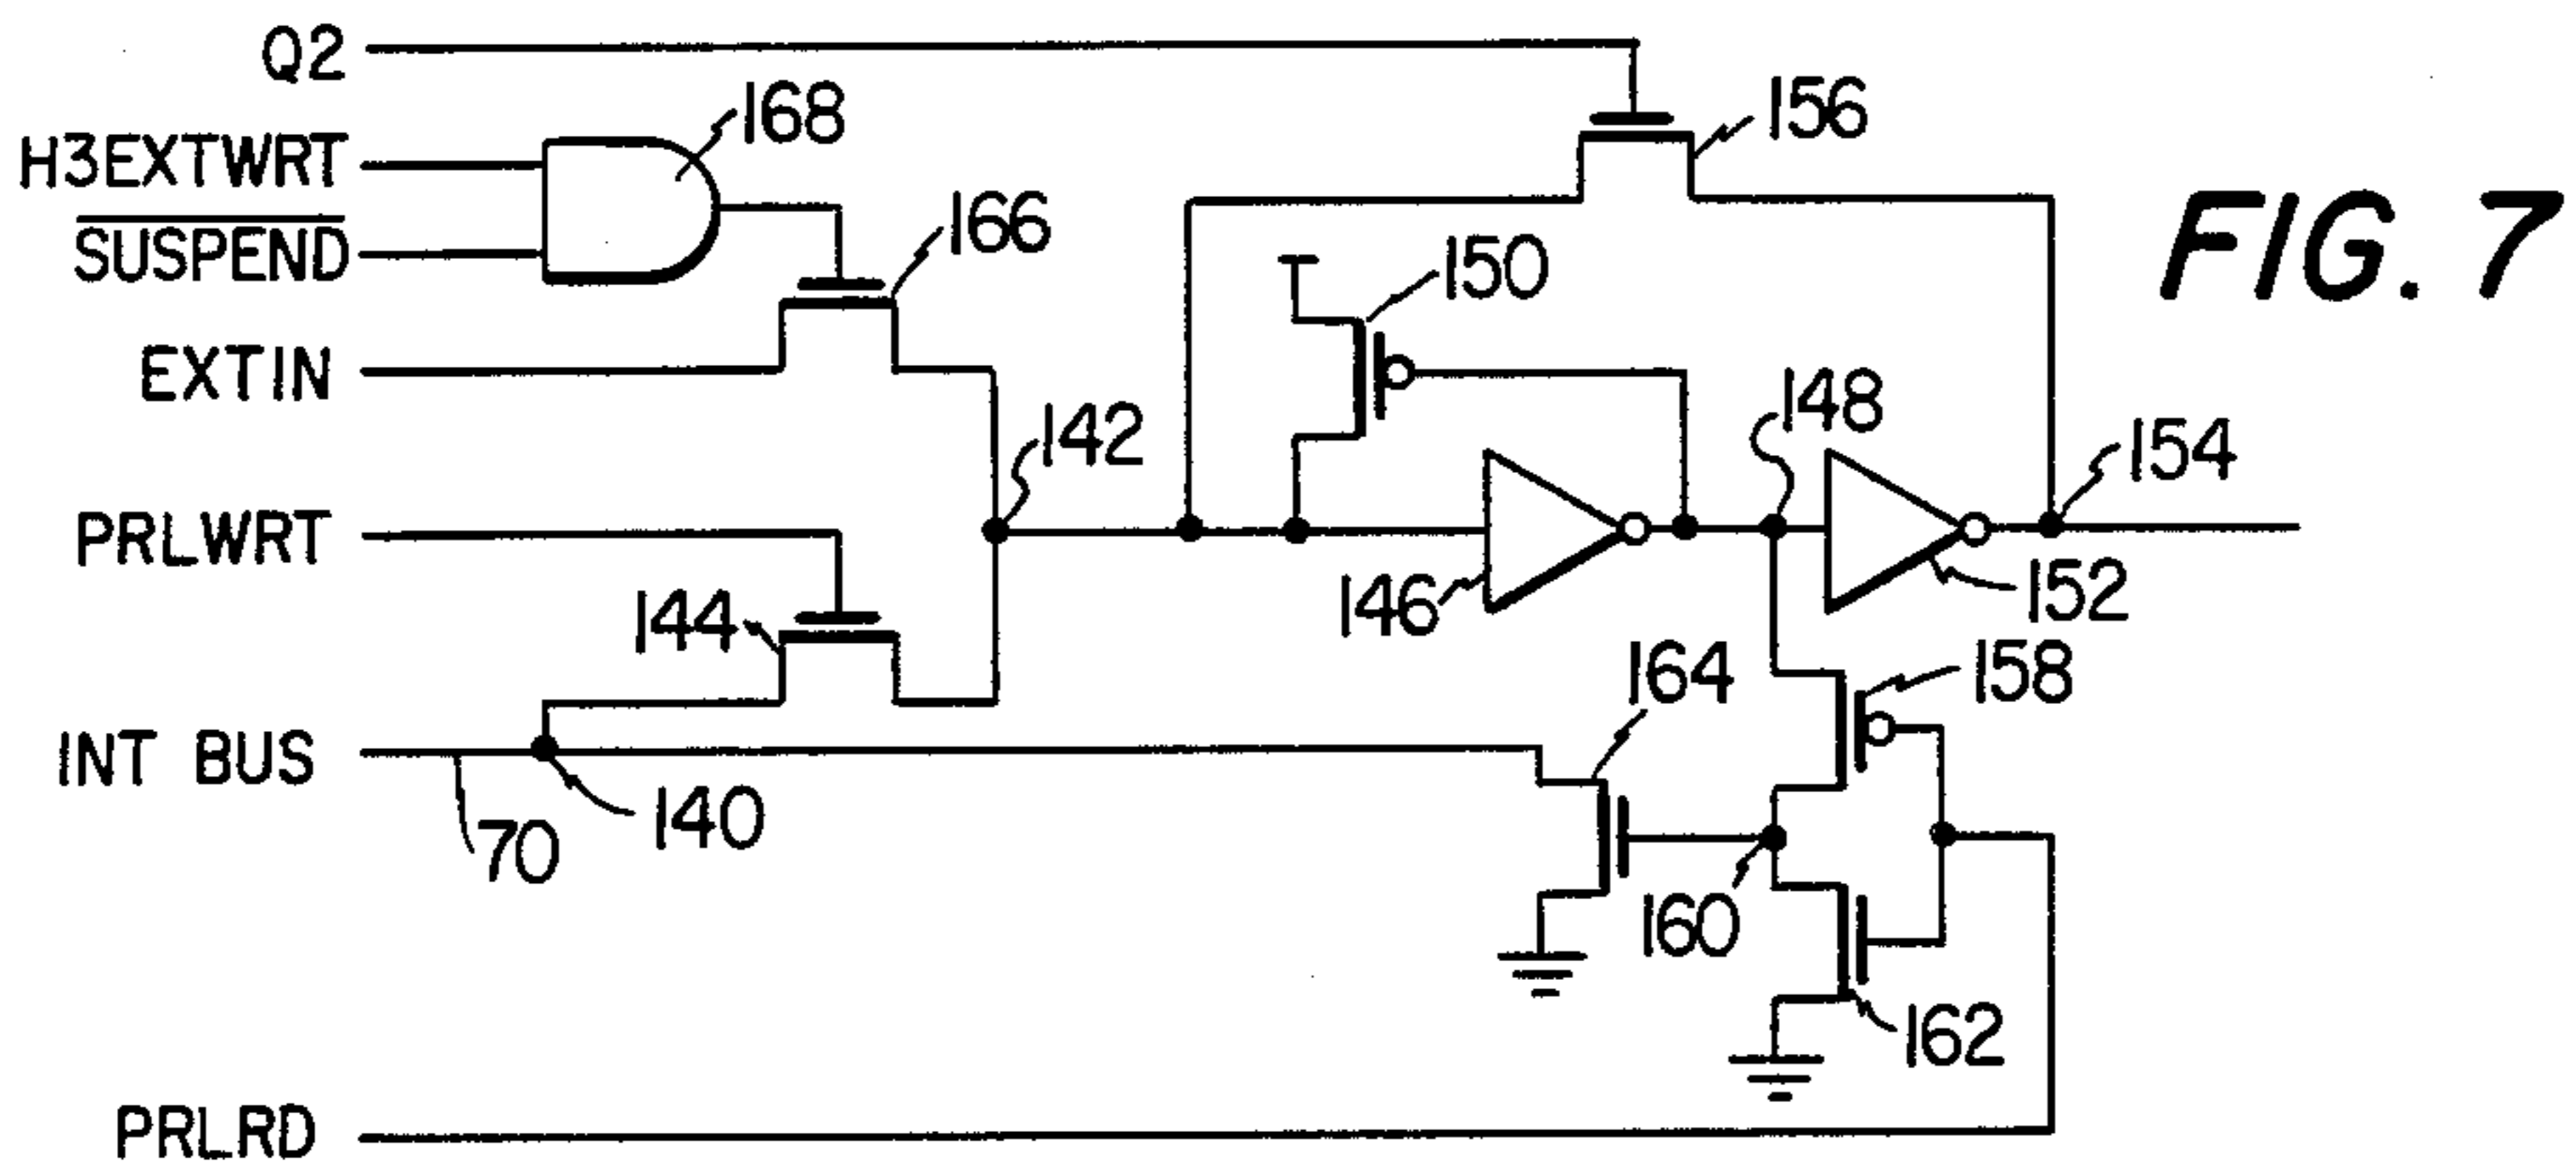 Q2
168
156
H3EXTWRT
SUSPEND
166
FIG. 7
150
EXTIN
142
148
154
PRLWRT
144
146
152
164
158
INT BUS
70
140
160
162
PRLRD